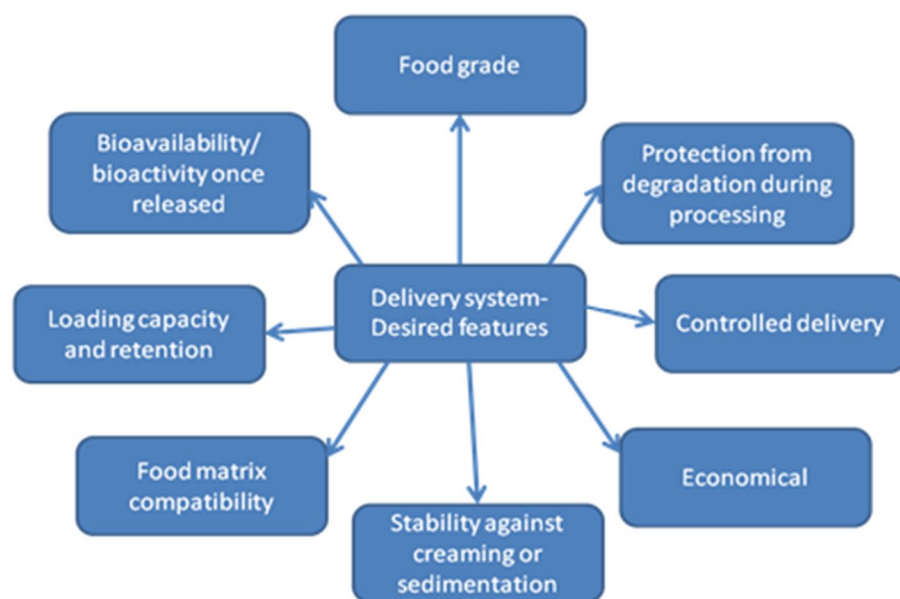 Food grade
Bioavailability/
bioactivity once
released
Protection from
degradation during
processing
Delivery system-
Desired features
Loading capacity
and retention
Controlled delivery
Food matrix
compatibility
Economical
Stability against
creaming or
sedimentation